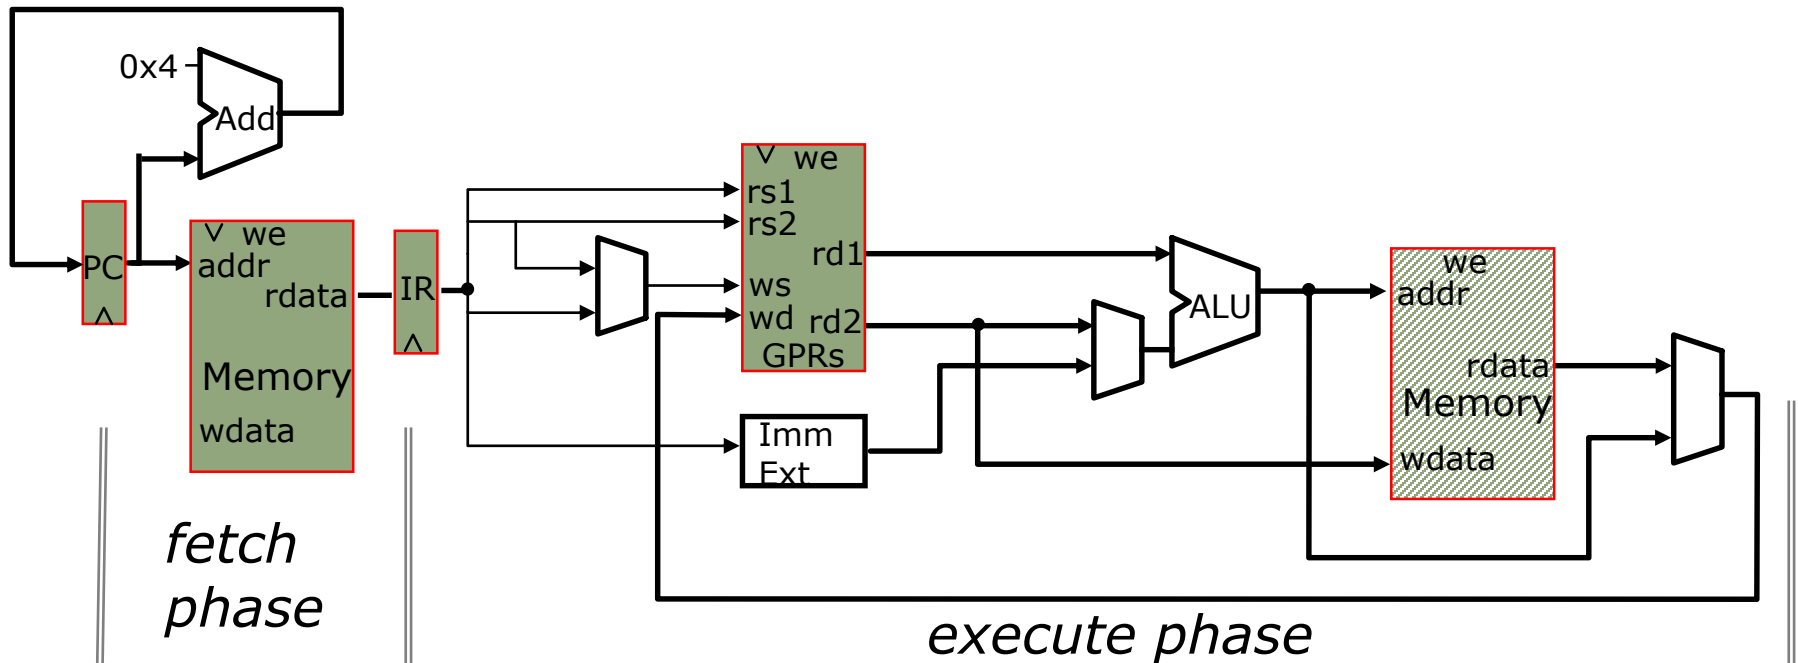 0x4
Add
PC
we
addr
rdata
Memory
wdata
IR
we
rs1
rs2
rd1
ws
wd
rd2
GPRs
Imm
Ext
ALU
we
addr
rdata
Memory
wdata
fetch
phase
execute phase